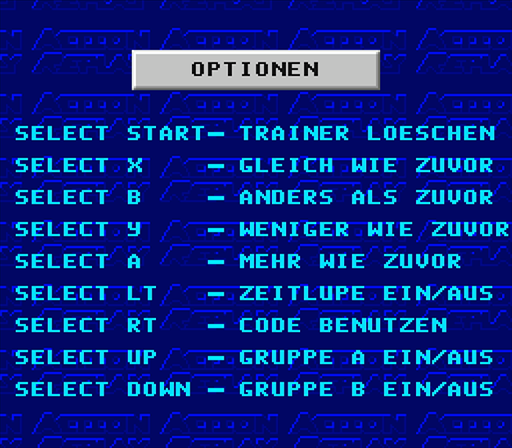 OPTIONEN
SELECT START– TRAINER LOESCHEN
SELECT X – GLEICH WIE ZUVOR
SELECT B – ANDERS ALS ZUVOR
SELECT Y – WENIGER WIE ZUVOR
SELECT A – MEHR WIE ZUVOR
SELECT LT – ZEITLUPE EIN/AUS
SELECT RT – CODE BENUTZEN
SELECT UP – GRUPPE A EIN/AUS
SELECT DOWN – GRUPPE B EIN/AUS